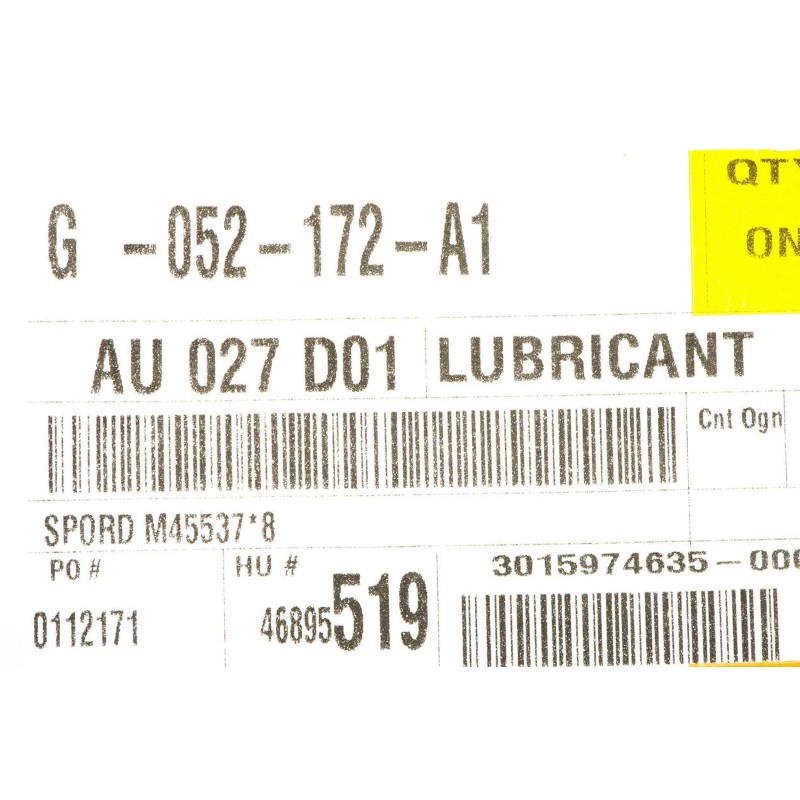 QTY
G -052-172-A1
ON
AU 027 D01 LUBRICANT
Cnt Ogn
SPORD M45537*8
PO # HU # 3015974635-000
0112171 46895519